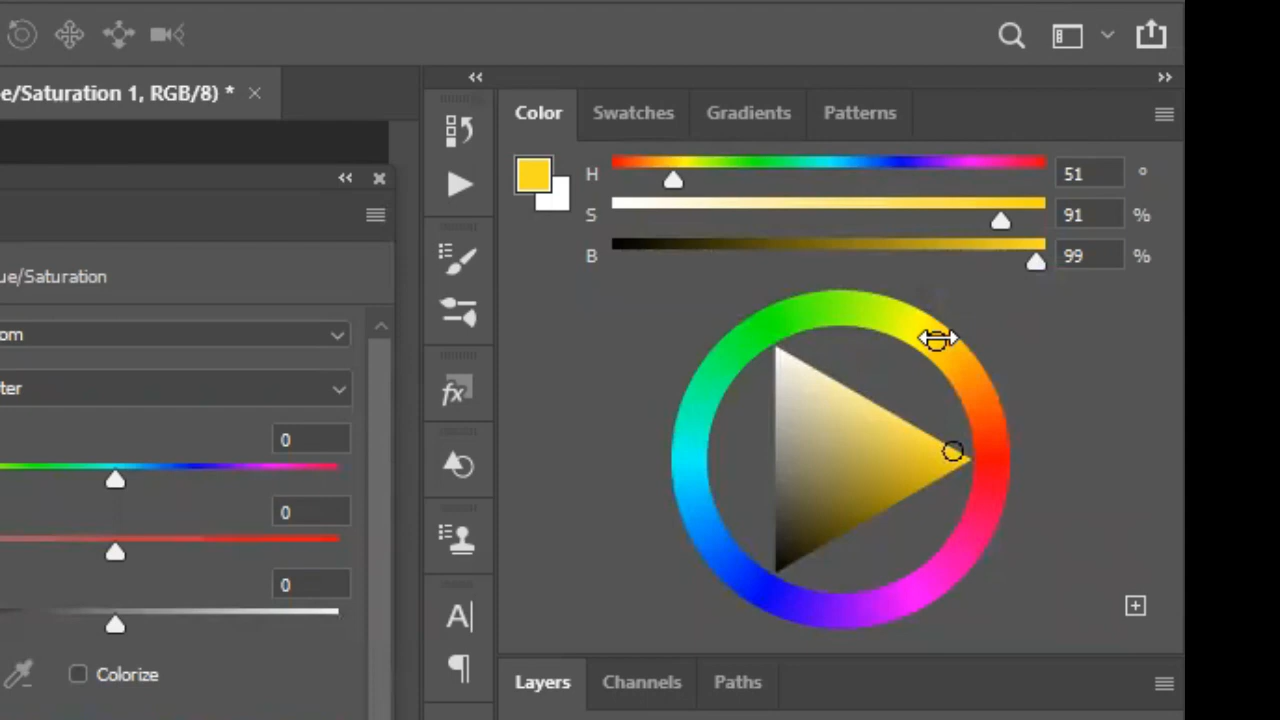 e/Saturation 1, RGB/8) *
Color Swatches Gradients Patterns
H 51 °
S 91 %
B 99 %
ue/Saturation
om
ter
0
0
0
Colorize
fx
A
Layers Channels Paths